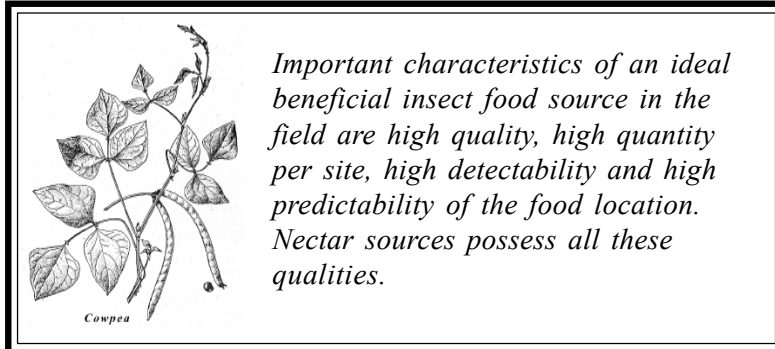 Important characteristics of an ideal
beneficial insect food source in the
field are high quality, high quantity
per site, high detectability and high
predictability of the food location.
Nectar sources possess all these
qualities.
Cowpea